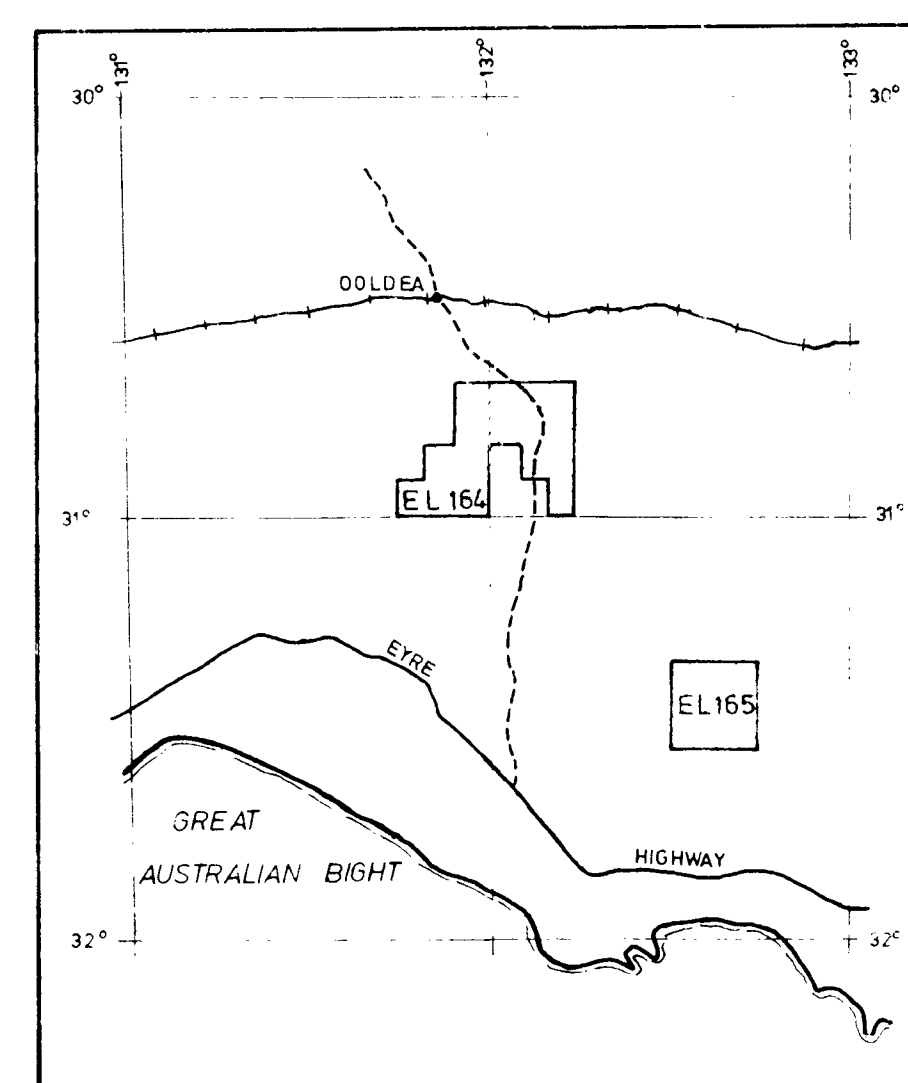 131°
132°
133°
30°
30°
OOLDEA
EL 164
31°
31°
EYRE
EL165
GREAT
AUSTRALIAN BIGHT
HIGHWAY
32°
32°